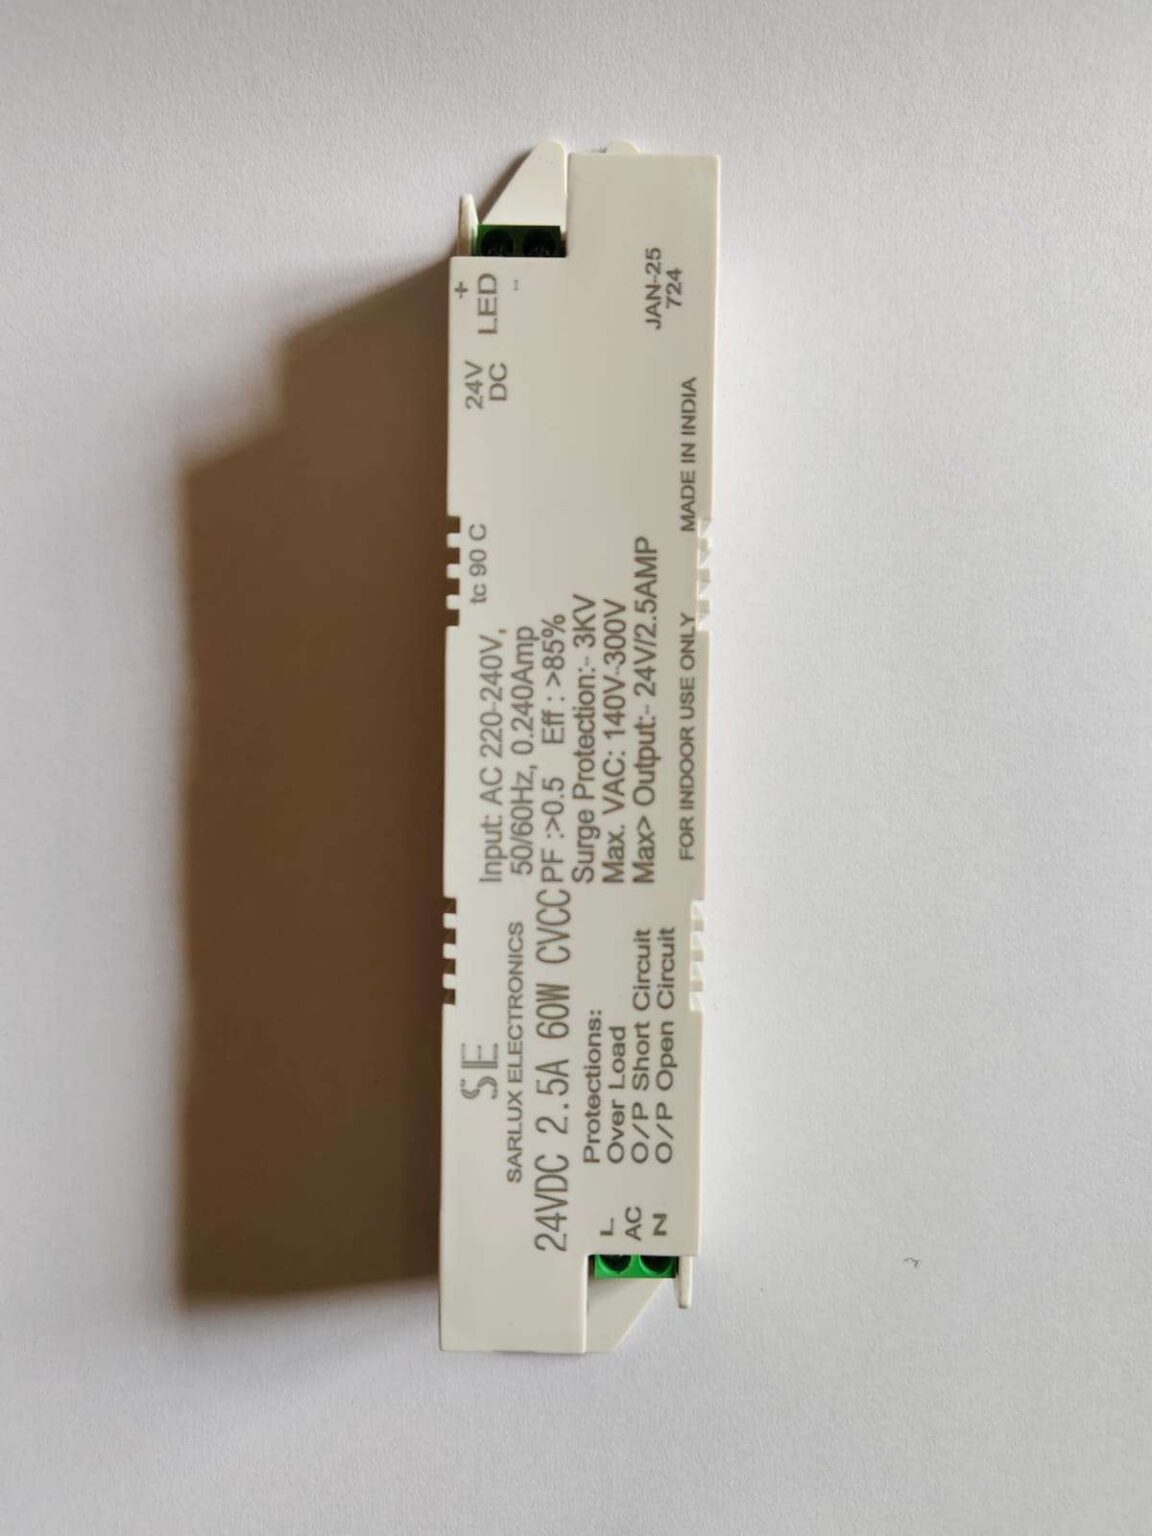 SE
SARLUX ELECTRONICS
24VDC 2.5A 60W CVCC
Protections:
Over Load
O/P Short Circuit
O/P Open Circuit
L
AC
N
Input: AC 220-240V,
50/60Hz, 0.240Amp
PF :>0.5 Eff : >85%
Surge Protection:- 3KV
Max. VAC: 140V-300V
Max> Output:- 24V/2.5AMP
FOR INDOOR USE ONLY
MADE IN INDIA
tc 90 C
24V
DC
+
LED
--
JAN-25
724